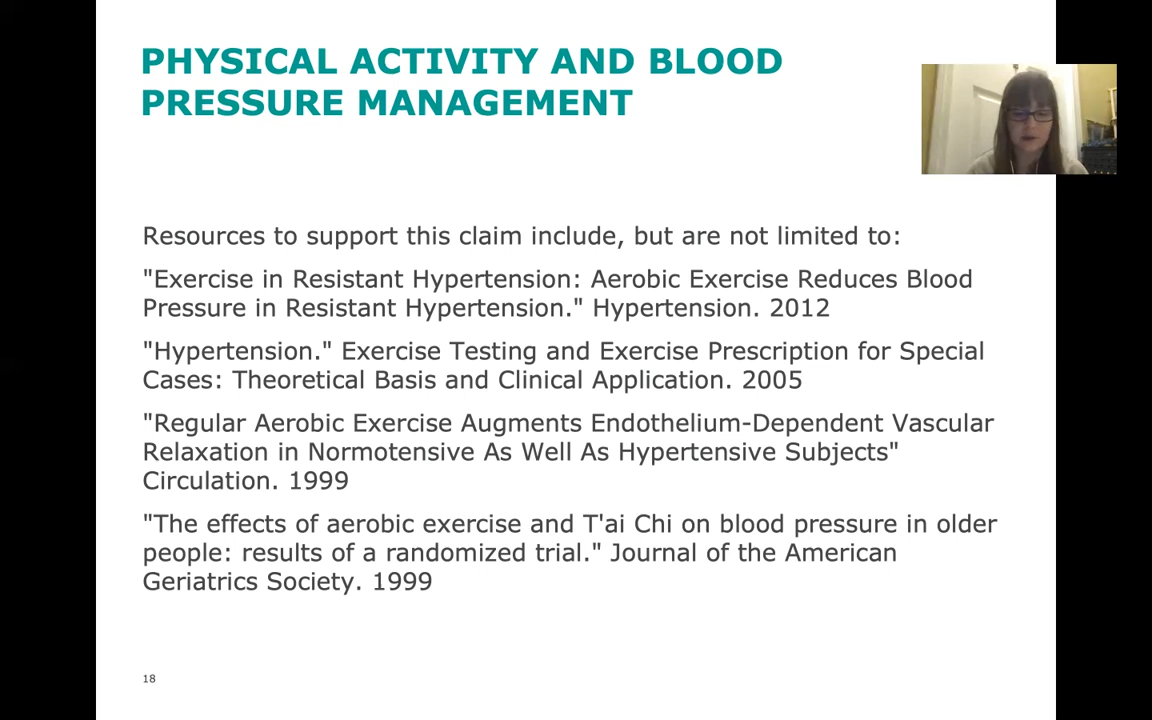 PHYSICAL ACTIVITY AND BLOOD
PRESSURE MANAGEMENT
Resources to support this claim include, but are not limited to:
"Exercise in Resistant Hypertension: Aerobic Exercise Reduces Blood
Pressure in Resistant Hypertension." Hypertension. 2012
"Hypertension." Exercise Testing and Exercise Prescription for Special
Cases: Theoretical Basis and Clinical Application. 2005
"Regular Aerobic Exercise Augments Endothelium-Dependent Vascular
Relaxation in Normotensive As Well As Hypertensive Subjects"
Circulation. 1999
"The effects of aerobic exercise and T'ai Chi on blood pressure in older
people: results of a randomized trial." Journal of the American
Geriatrics Society. 1999
18